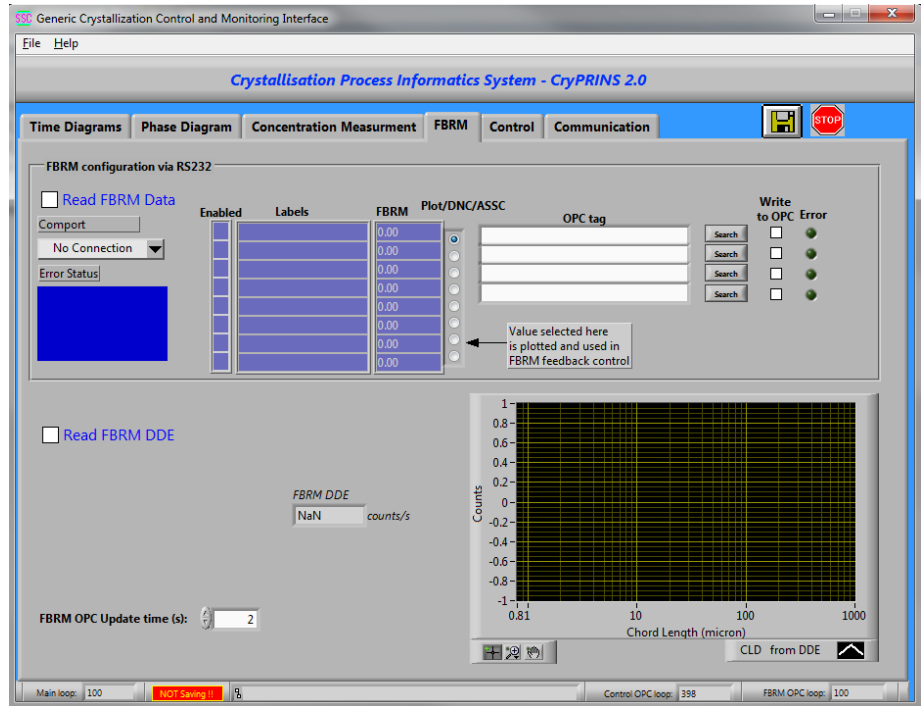 SSC Generic Crystallization Control and Monitoring Interface
File Help
Crystallisation Process Informatics System - CryPRINS 2.0
Time Diagrams Phase Diagram Concentration Measurment FBRM Control Communication
STOP
FBRM configuration via RS232
Read FBRM Data
Comport
No Connection
Error Status
Enabled Labels FBRM Plot/DNC/ASSC OPC tag Write to OPC Error
0.00
0.00
0.00
0.00
0.00
0.00
0.00
0.00
Search
Search
Search
Search
Value selected here
is plotted and used in
FBRM feedback control
Read FBRM DDE
FBRM DDE
NaN counts/s
FBRM OPC Update time (s): 2
Counts
1
0.8
0.6
0.4
0.2
0
-0.2
-0.4
-0.6
-0.8
-1
0.81 10 100 1000
Chord Length (micron)
CLD from DDE
Main loop: 100 NOT Saving !! Control OPC loop: 398 FBRM OPC loop: 100